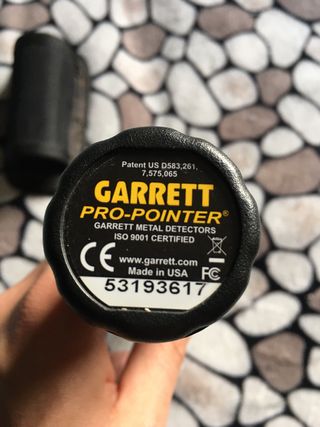 Patent US D583,261.
7,575,065
GARRETT
PRO-POINTER®
GARRETT METAL DETECTORS
ISO 9001 CERTIFIED
CE www.garrett.com
Made in USA FC
53193617